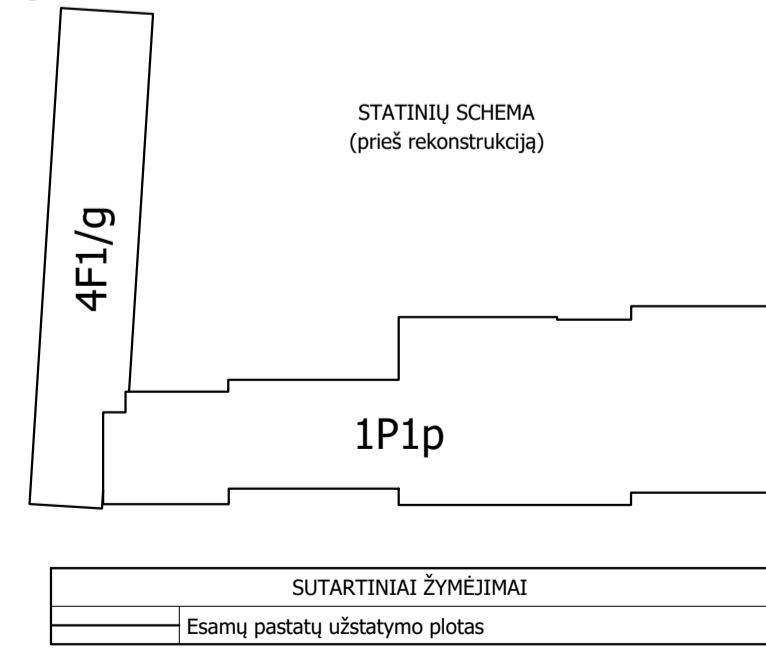 STATINIŲ SCHEMA
(prieš rekonstrukciją)
4F1/g
1P1p
SUTARTINIAI ŽYMĖJIMAI
Esamų pastatų užstatymo plotas